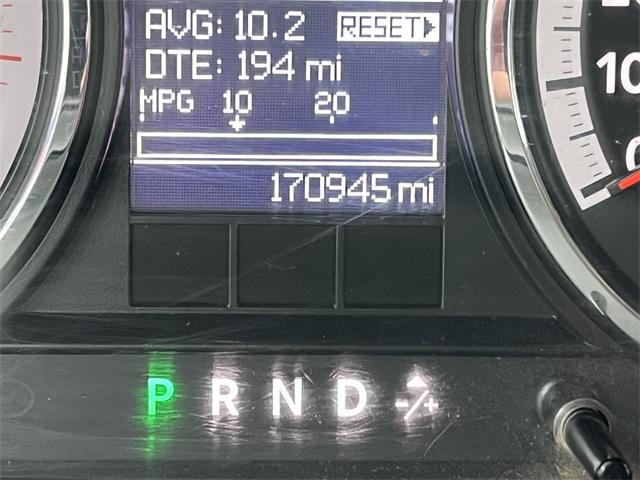 AVG: 10.2 RESET
DTE: 194 mi
MPG 10 20
170945 mi
P R N D -/+